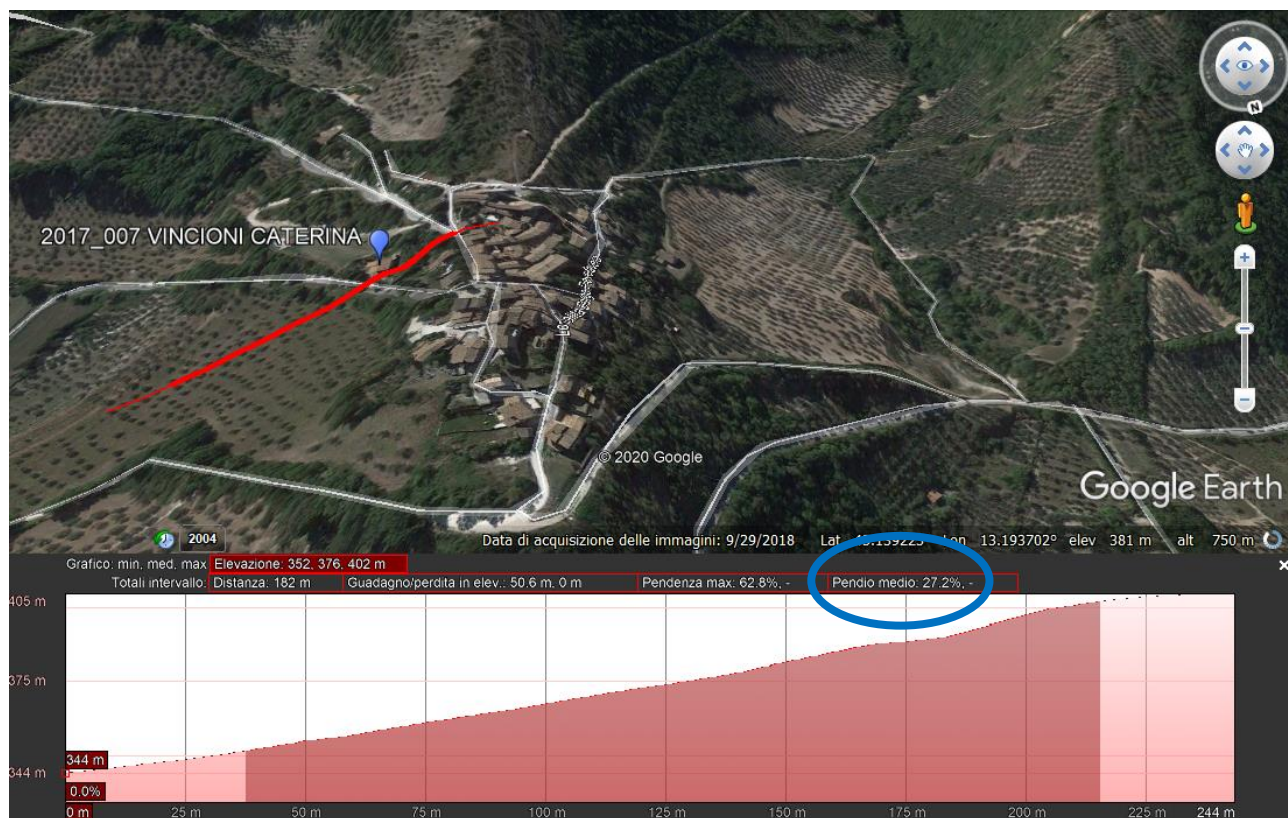 N
2017_007 VINCIONI CATERINA
© 2020 Google
Google Earth
2004
Data di acquisizione delle immagini: 9/29/2018 Lat Lon 13.193702° elev 381 m alt 750 m
Grafico: min. med. max Elevazione: 352, 376, 402 m
Totali intervallo: Distanza: 182 m Guadagno/perdita in elev.: 50.6 m, 0 m Pendenza max: 62.8%, - Pendio medio: 27.2%, -
405 m
375 m
344 m
344 m
0.0%
0 m 25 m 50 m 75 m 100 m 125 m 150 m 175 m 200 m 225 m 244 m